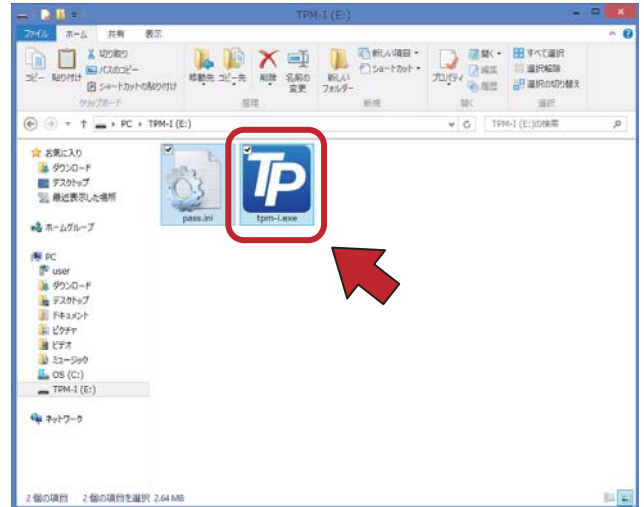 TPM-I (E:)
ファイル ホーム 共有 表示
コピー 貼り付け 切り取り パスのコピー ショートカットの貼り付け
移動先 コピー先 削除 名前の変更
新しいフォルダー 新しい項目 ショートカット
プロパティ 開く 編集 履歴
すべて選択 選択解除 選択の切り替え
クリップボード 整理 新規 開く 選択
PC TPM-I (E:) TPM-I (E:)の検索
お気に入り
ダウンロード
デスクトップ
最近表示した場所
ホームグループ
PC
user
ダウンロード
デスクトップ
ドキュメント
ピクチャ
ビデオ
ミュージック
OS (C:)
TPM-I (E:)
ネットワーク
TP
pass.ini tpm-i.exe
2 個の項目 2 個の項目を選択 2.64 MB